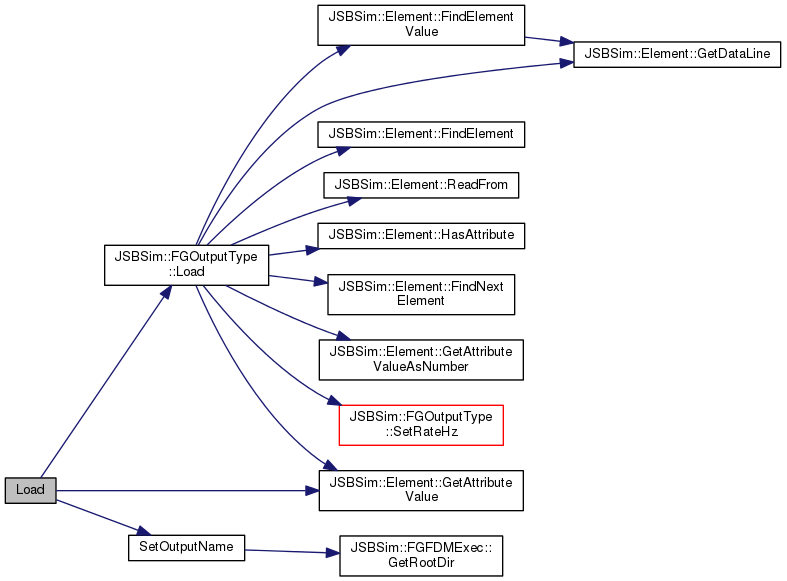 JSBSim::Element::FindElement
Value
JSBSim::Element::GetDataLine
JSBSim::Element::FindElement
JSBSim::Element::ReadFrom
JSBSim::Element::HasAttribute
JSBSim::FGOutputType
::Load
JSBSim::Element::FindNext
Element
JSBSim::Element::GetAttribute
ValueAsNumber
JSBSim::FGOutputType
::SetRateHz
Load
JSBSim::Element::GetAttribute
Value
SetOutputName
JSBSim::FGFDMExec::
GetRootDir